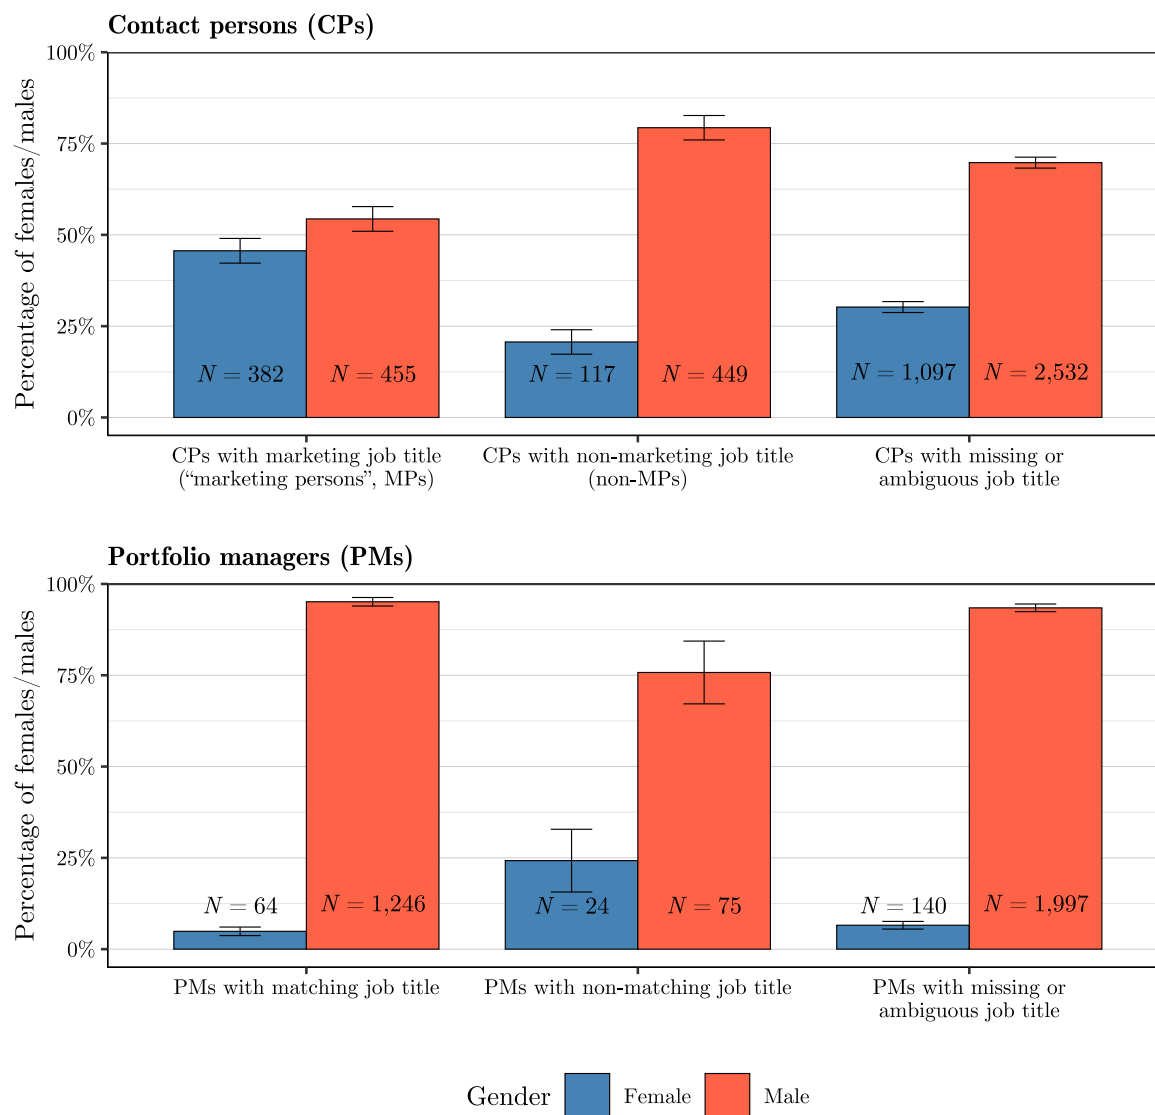 Contact persons (CPs)
Percentage of females/males
100%
75%
50%
25%
0%
N = 382
N = 455
N = 117
N = 449
N = 1,097
N = 2,532
CPs with marketing job title
(“marketing persons”, MPs)
CPs with non-marketing job title
(non-MPs)
CPs with missing or
ambiguous job title
Portfolio managers (PMs)
Percentage of females/males
100%
75%
50%
25%
0%
N = 64
N = 1,246
N = 24
N = 75
N = 140
N = 1,997
PMs with matching job title
PMs with non-matching job title
PMs with missing or
ambiguous job title
Gender
Female
Male